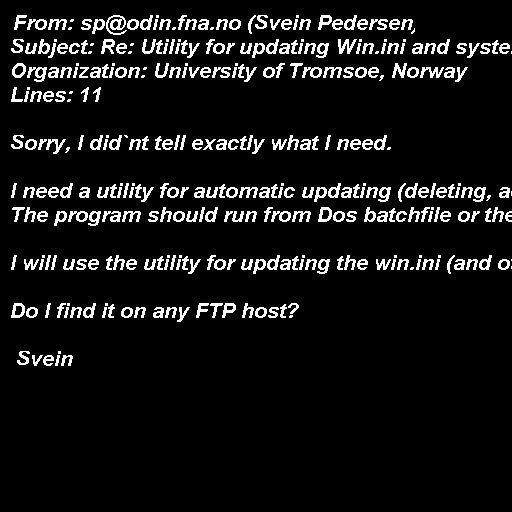 From: sp@odin.fna.no (Svein Pedersen)
Subject: Re: Utility for updating Win.ini and
Organization: University of Tromsoe, Norway
Lines: 11
Sorry, I did`nt tell exactly what I need.
I need a utility for automatic updating (deleting,
The program should run from Dos batchfile or
I will use the utility for updating the win.ini (and
Do I find it on any FTP host?
Svein